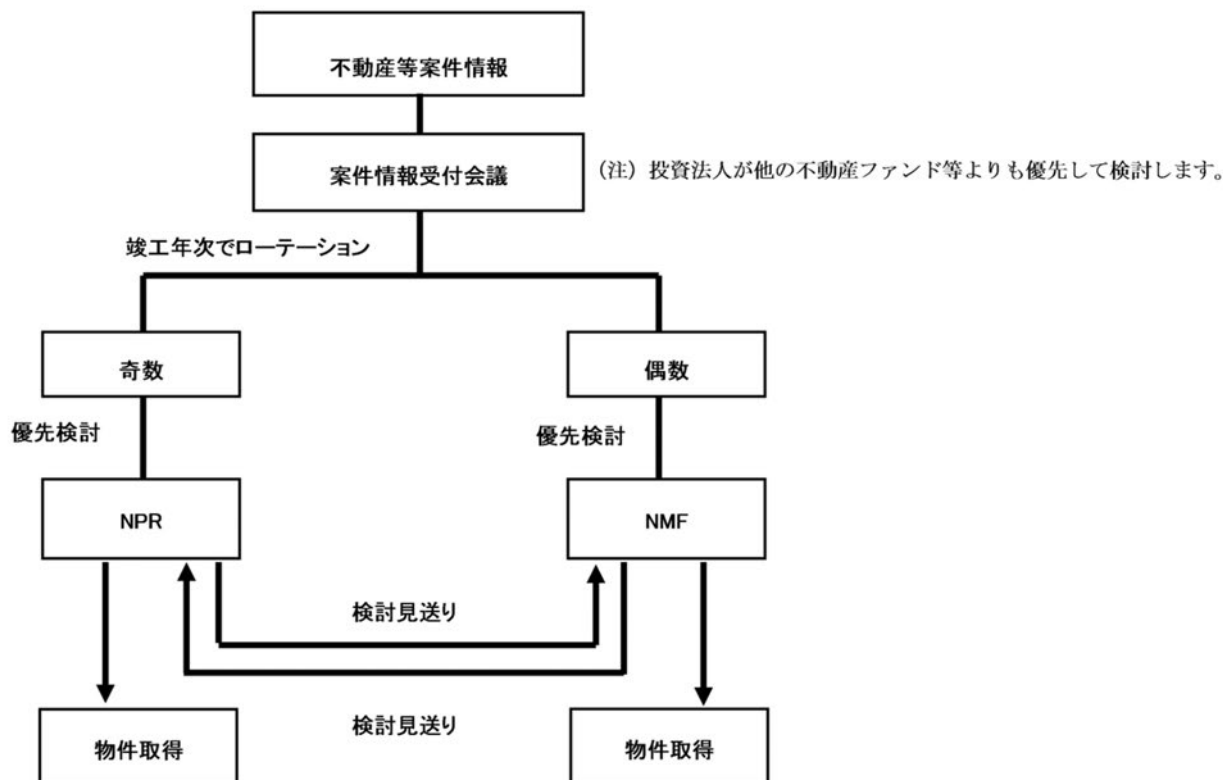 不動産等案件情報
案件情報受付会議
（注）投資法人が他の不動産ファンド等よりも優先して検討します。
竣工年次でローテーション
奇数
偶数
優先検討
優先検討
NPR
NMF
検討見送り
検討見送り
物件取得
物件取得